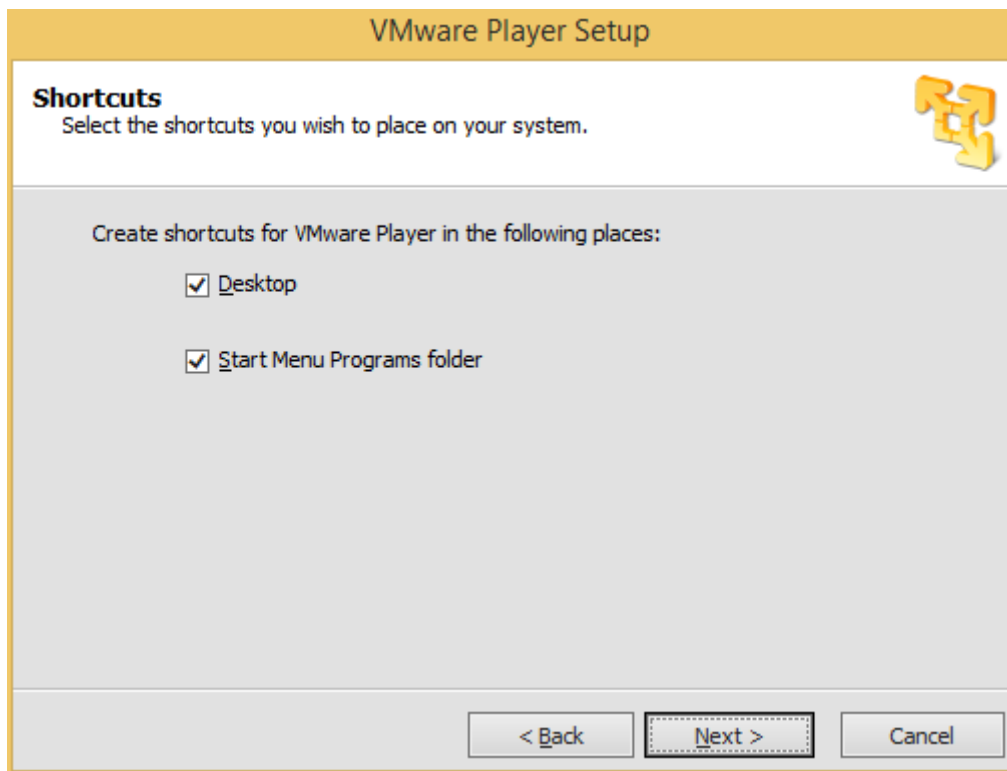 VMware Player Setup
Shortcuts
Select the shortcuts you wish to place on your system.
Create shortcuts for VMware Player in the following places:
Desktop
Start Menu Programs folder
< Back Next > Cancel